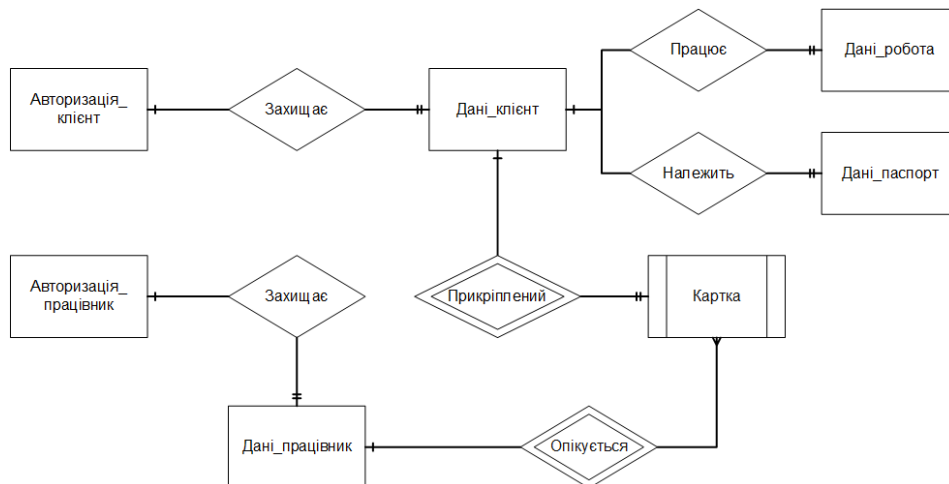 Працює
Дані_робота
Авторизація_
клієнт
Захищає
Дані_клієнт
Належить
Дані_паспорт
Авторизація_
працівник
Захищає
Прикріплений
Картка
Дані_працівник
Опікується